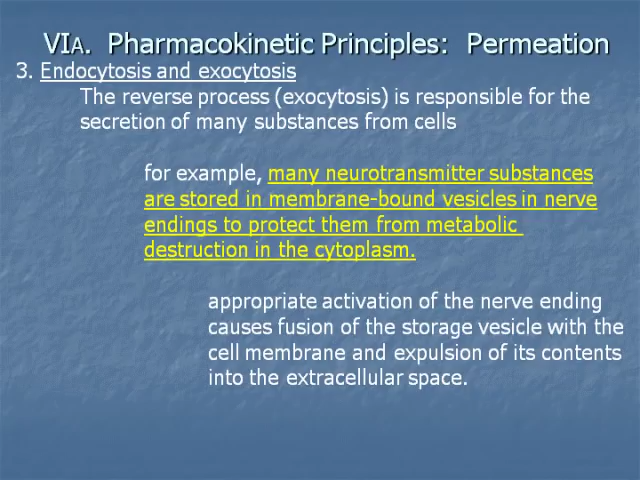 VIA.  Pharmacokinetic Principles:  Permeation
3. Endocytosis and exocytosis
The reverse process (exocytosis) is responsible for the
secretion of many substances from cells
for example, many neurotransmitter substances
are stored in membrane-bound vesicles in nerve
endings to protect them from metabolic
destruction in the cytoplasm.
appropriate activation of the nerve ending
causes fusion of the storage vesicle with the
cell membrane and expulsion of its contents
into the extracellular space.